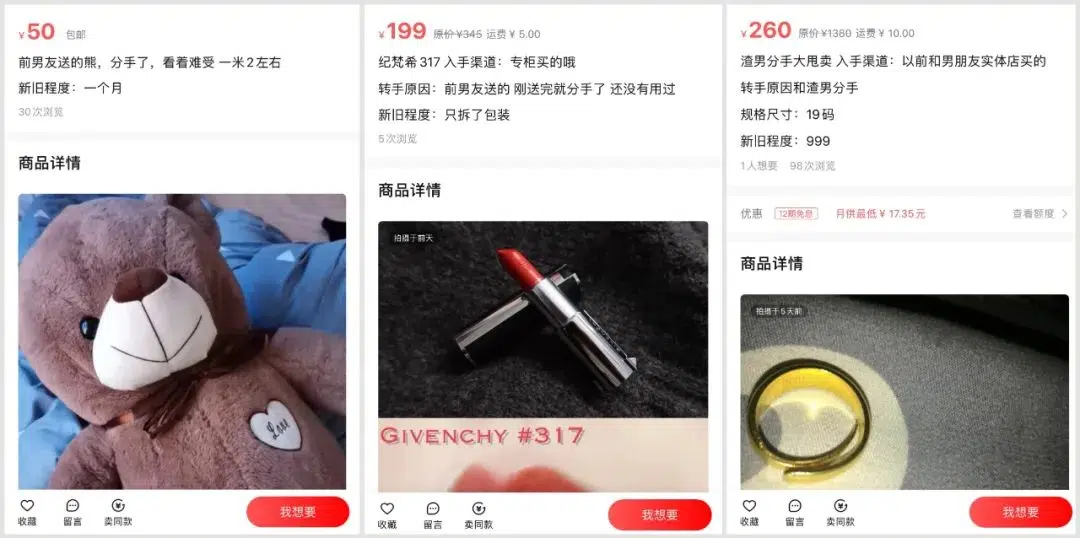 ¥50 包邮
前男友送的熊，分手了，看着难受 一米2左右
新旧程度：一个月
30次浏览
商品详情
Love
收藏
留言
卖同款
我想要
¥199 原价¥345 运费¥5.00
纪梵希317 入手渠道：专柜买的哦
转手原因：前男友送的 刚送完就分手了 还没有用过
新旧程度：只拆了包装
5次浏览
商品详情
拍摄于前天
GIVENCHY #317
收藏
留言
卖同款
我想要
¥260 原价¥1380 运费¥10.00
渣男分手大甩卖 入手渠道：以前和男朋友实体店买的
转手原因和渣男分手
规格尺寸：19码
新旧程度：999
1人想要 98次浏览
优惠 12期免息 月供最低¥17.35元 查看额度
商品详情
拍摄于5天前
收藏
留言
卖同款
我想要